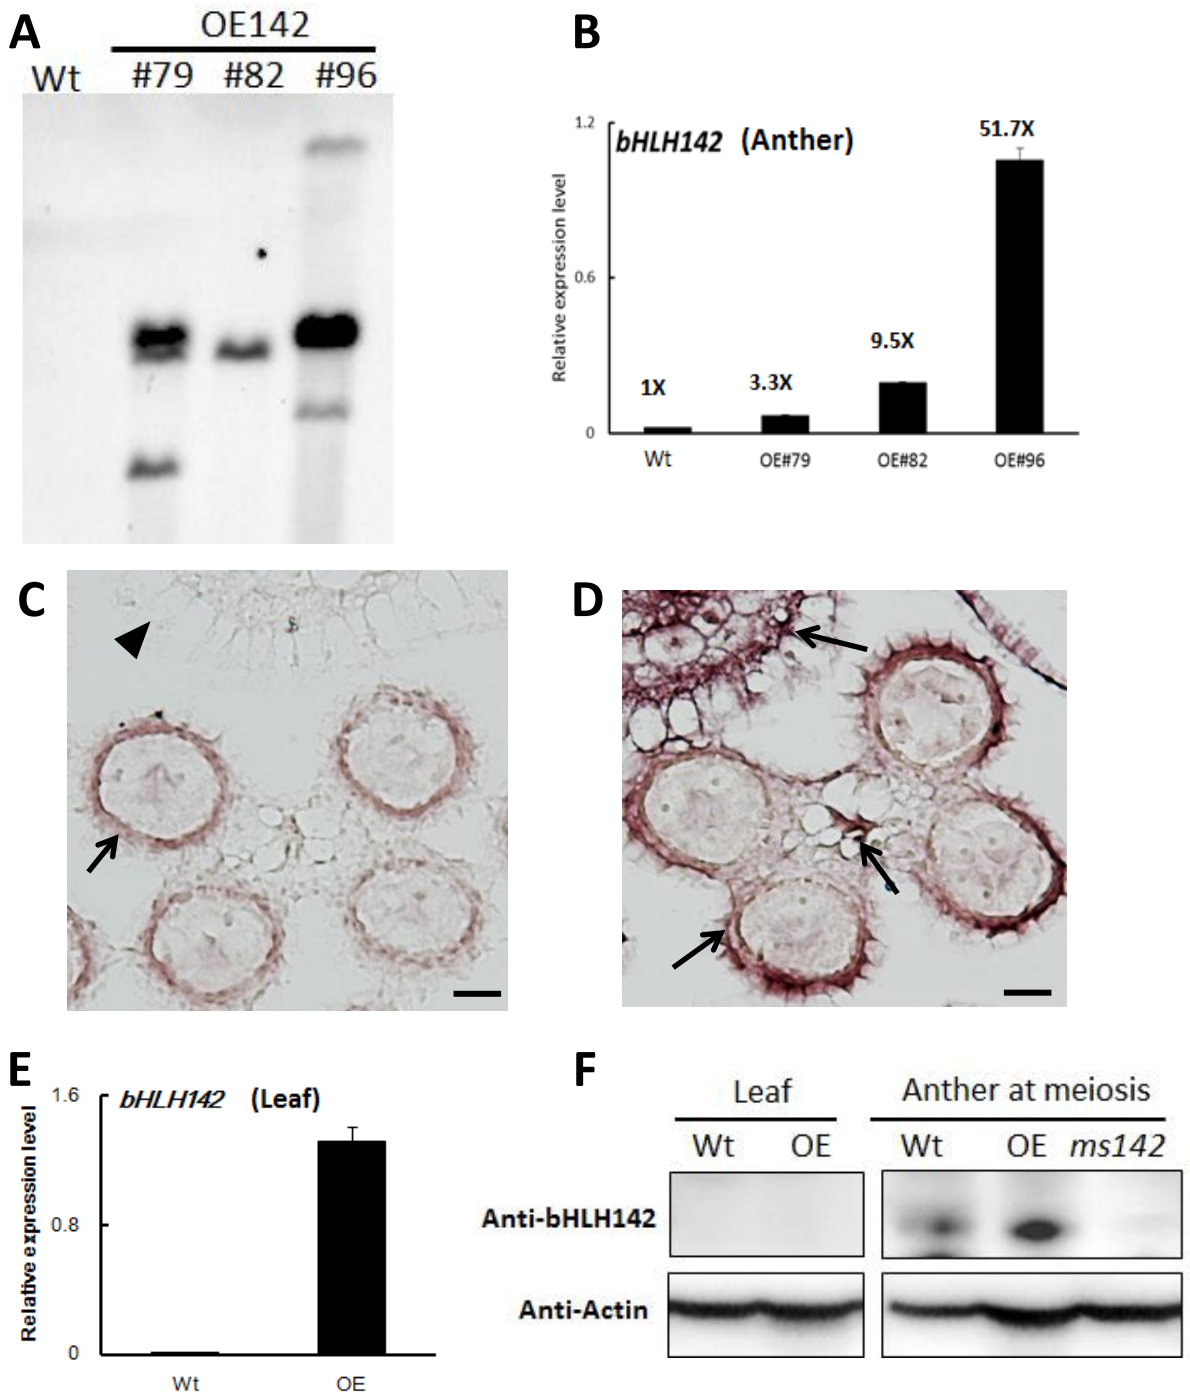 A
OE142
Wt #79 #82 #96
B
1.2
0.6
0
Relative expression level
bHLH142 (Anther)
1X
3.3X
9.5X
51.7X
Wt OE#79 OE#82 OE#96
C
D
E
1.6
0.8
0
Relative expression level
bHLH142 (Leaf)
Wt OE
F
Leaf Anther at meiosis
Wt OE Wt OE ms142
Anti-bHLH142
Anti-Actin